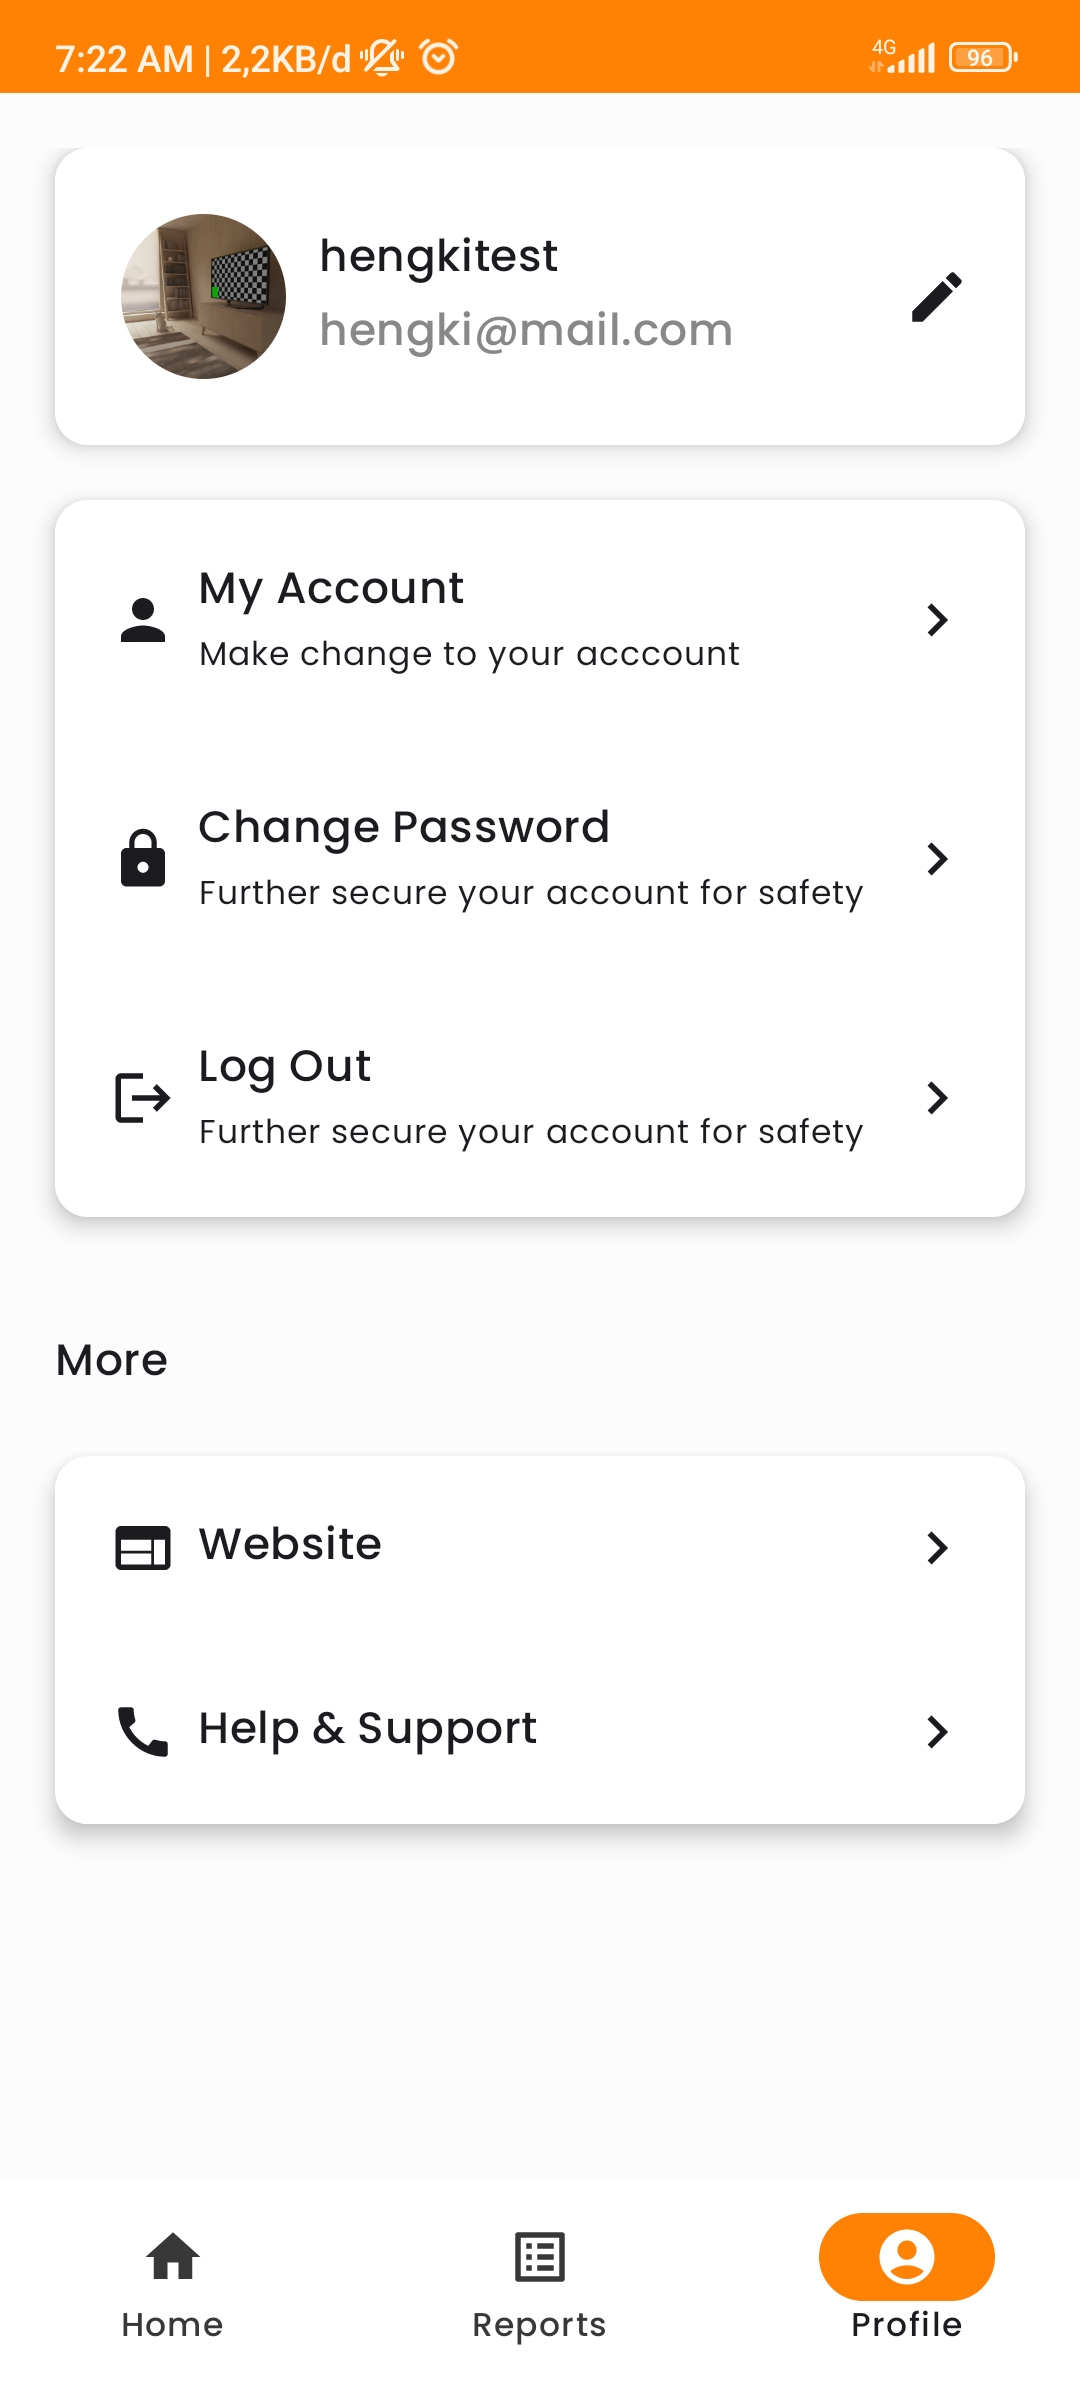 7:22 AM | 2,2KB/d
4G
96
hengkitest
hengki@mail.com
My Account
Make change to your acccount
Change Password
Further secure your account for safety
Log Out
Further secure your account for safety
More
Website
Help & Support
Home
Reports
Profile